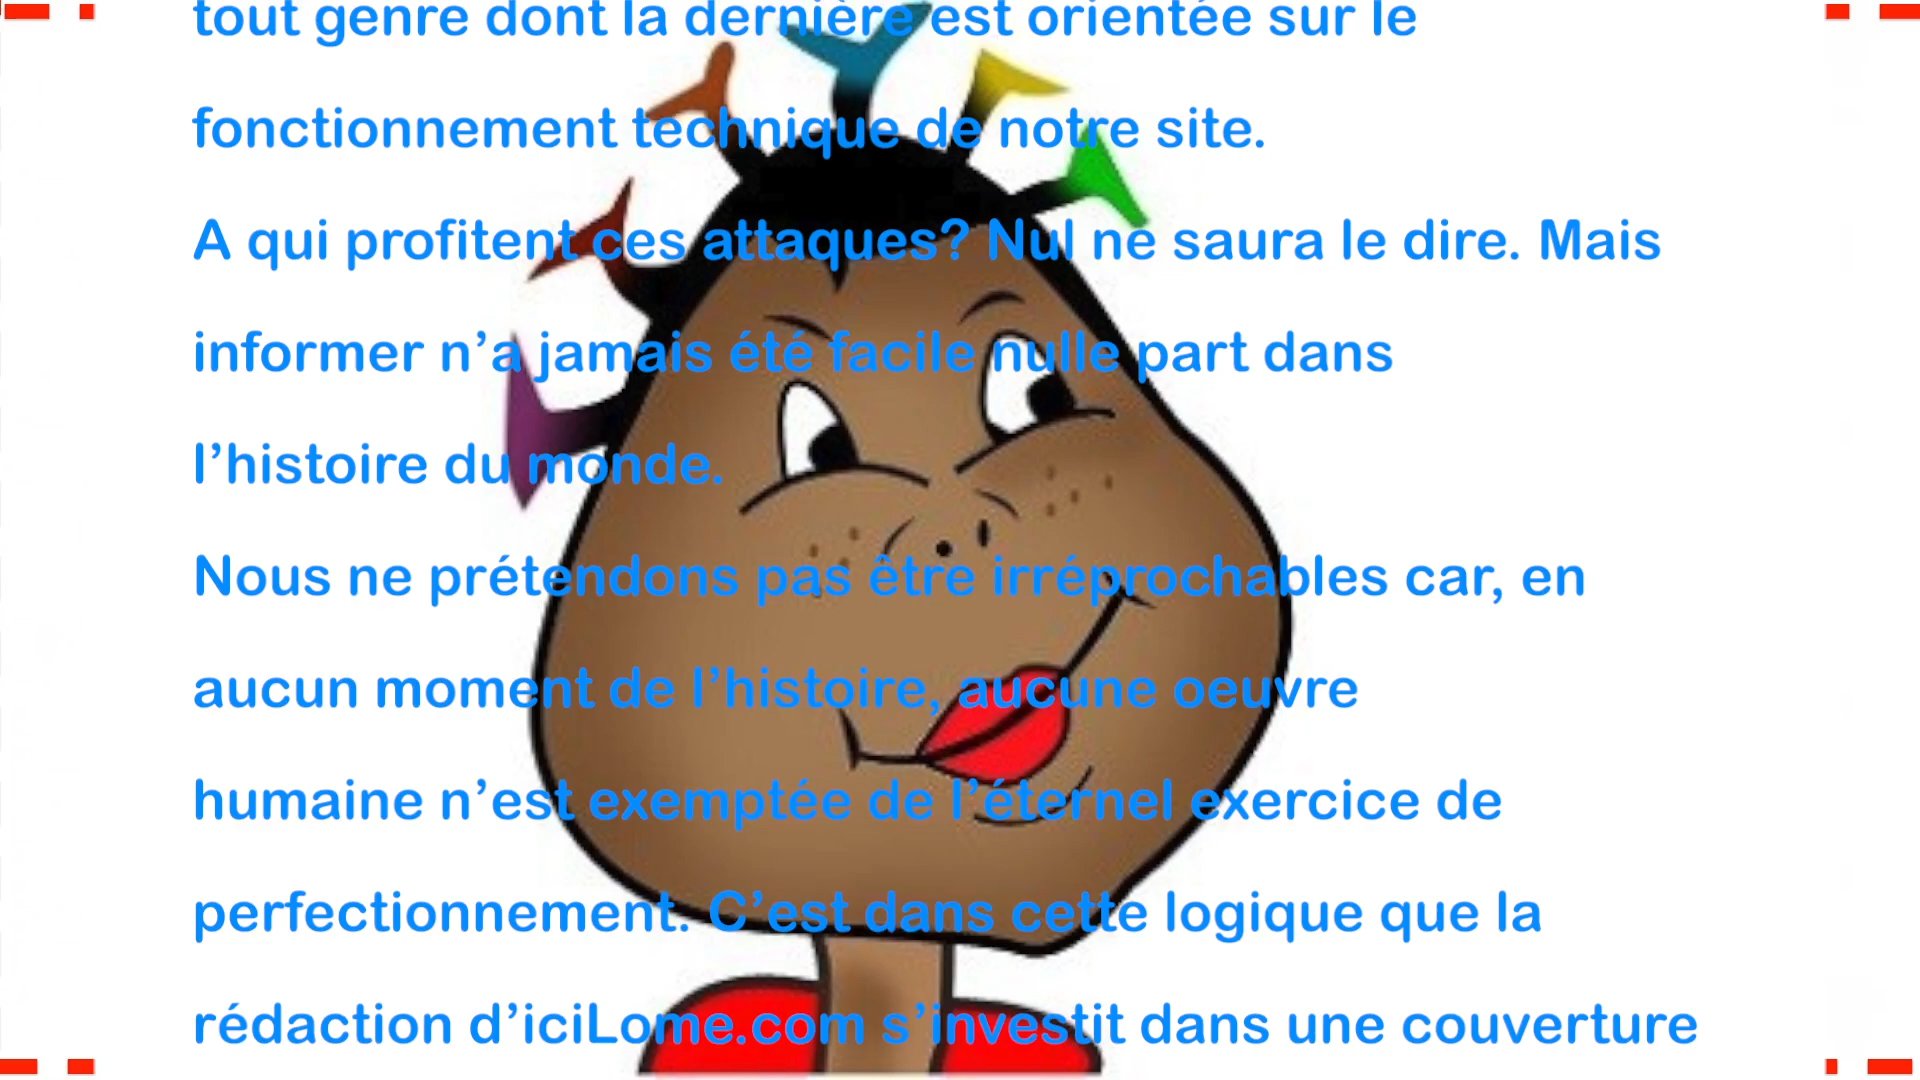 tout genre dont la dernière est orientée sur le
fonctionnement technique de notre site.
A qui profitent ces attaques? Nul ne saura le dire. Mais
informer n’a jamais été facile nulle part dans
l’histoire du monde.
Nous ne prétendons pas être irréprochables car, en
aucun moment de l’histoire, aucune oeuvre
humaine n’est exemptée de l’éternel exercice de
perfectionnement. C’est dans cette logique que la
rédaction d’iciLome.com s’investit dans une couverture